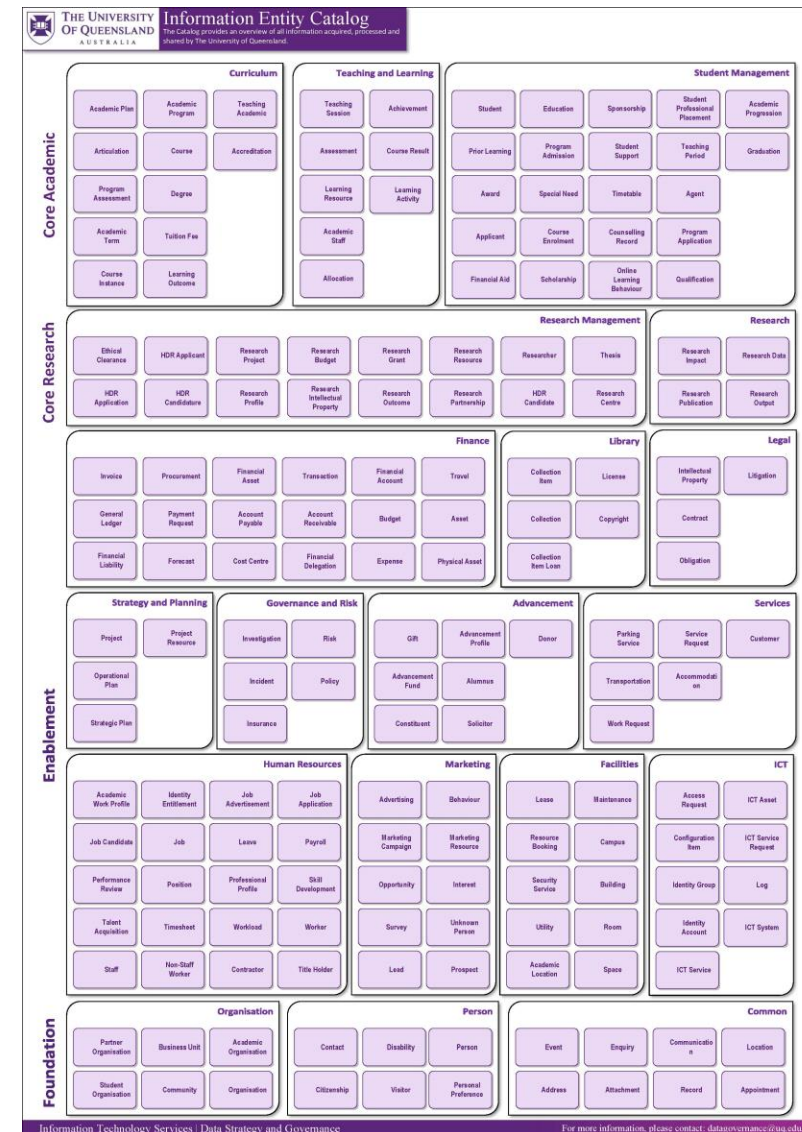 THE UNIVERSITY
OF QUEENSLAND
AUSTRALIA
Information Entity Catalog
The Catalog provides an overview of all information acquired, processed and
shared by The University of Queensland.
Core Academic
Curriculum
Academic Plan
Academic
Program
Teaching
Academic
Articulation
Course
Accreditation
Program
Assessment
Degree
Academic
Term
Tuition Fee
Course
Instance
Learning
Outcome
Teaching and Learning
Teaching
Session
Achievement
Assessment
Course Result
Learning
Resource
Learning
Activity
Academic
Staff
Allocation
Student Management
Student
Education
Sponsorship
Student
Professional
Placement
Academic
Progression
Prior Learning
Program
Admission
Student
Support
Teaching
Period
Graduation
Award
Special Need
Timetable
Agent
Applicant
Course
Enrolment
Counselling
Record
Program
Application
Financial Aid
Scholarship
Online
Learning
Behaviour
Qualification
Core Research
Research Management
Ethical
Clearance
HDR Applicant
Research
Project
Research
Budget
Research
Grant
Research
Resource
Researcher
Thesis
HDR
Application
HDR
Candidature
Research
Profile
Research
Intellectual
Property
Research
Outcome
Research
Partnership
HDR
Candidate
Research
Centre
Research
Research
Impact
Research Data
Research
Publication
Research
Output
Enablement
Finance
Invoice
Procurement
Financial
Asset
Transaction
Financial
Account
Travel
General
Ledger
Payment
Request
Account
Payable
Account
Receivable
Budget
Asset
Financial
Liability
Forecast
Cost Centre
Financial
Delegation
Expense
Physical Asset
Library
Collection
Item
License
Collection
Copyright
Collection
Item Loan
Legal
Intellectual
Property
Litigation
Contract
Obligation
Strategy and Planning
Project
Project
Resource
Operational
Plan
Strategic Plan
Governance and Risk
Investigation
Risk
Incident
Policy
Insurance
Advancement
Gift
Advancement
Profile
Donor
Advancement
Fund
Alumnus
Constituent
Solicitor
Services
Parking
Service
Service
Request
Customer
Transportation
Accommodati
on
Work Request
Human Resources
Academic
Work Profile
Identity
Entitlement
Job
Advertisement
Job
Application
Job Candidate
Job
Leave
Payroll
Performance
Review
Position
Professional
Profile
Skill
Development
Talent
Acquisition
Timesheet
Workload
Worker
Staff
Non-Staff
Worker
Contractor
Title Holder
Marketing
Advertising
Behaviour
Marketing
Campaign
Marketing
Resource
Opportunity
Interest
Survey
Unknown
Person
Lead
Prospect
Facilities
Lease
Maintenance
Resource
Booking
Campus
Security
Service
Building
Utility
Room
Academic
Location
Space
ICT
Access
Request
ICT Asset
Configuration
Item
ICT Service
Request
Identity Group
Log
Identity
Account
ICT System
ICT Service
Foundation
Organisation
Partner
Organisation
Business Unit
Academic
Organisation
Student
Organisation
Community
Organisation
Person
Contact
Disability
Person
Citizenship
Visitor
Personal
Preference
Common
Event
Enquiry
Communicatio
n
Location
Address
Attachment
Record
Appointment
Information Technology Services | Data Strategy and Governance
For more information, please contact: datagovernance@uq.edu